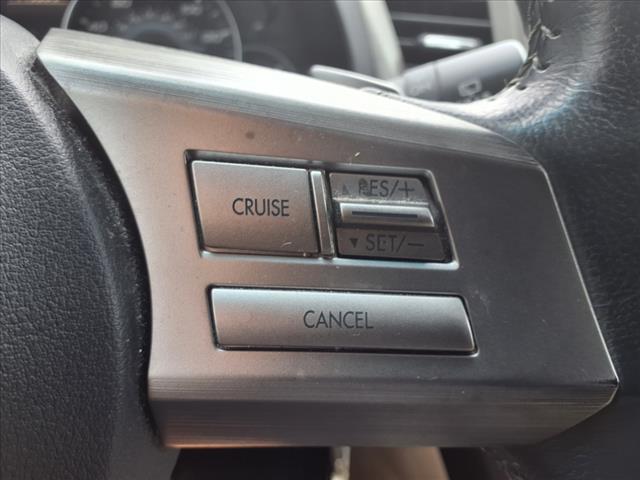 CRUISE
▲ RES/+
▼ SET/−
CANCEL